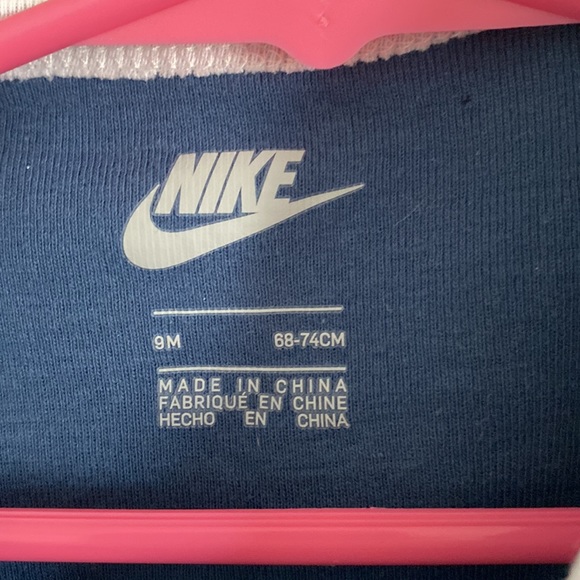 NIKE
9M 68-74CM
MADE IN CHINA
FABRIQUÉ EN CHINE
HECHO EN CHINA